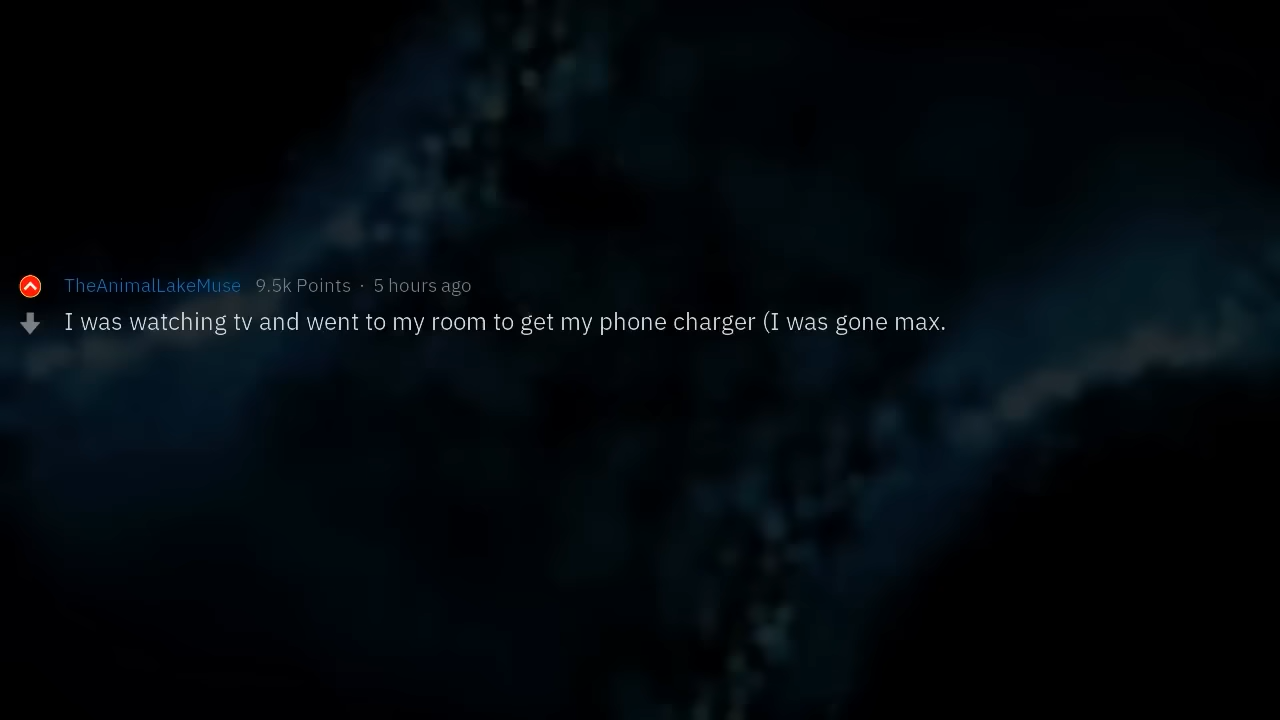 TheAnimalLakeMuse 9.5k Points · 5 hours ago
I was watching tv and went to my room to get my phone charger (I was gone max.